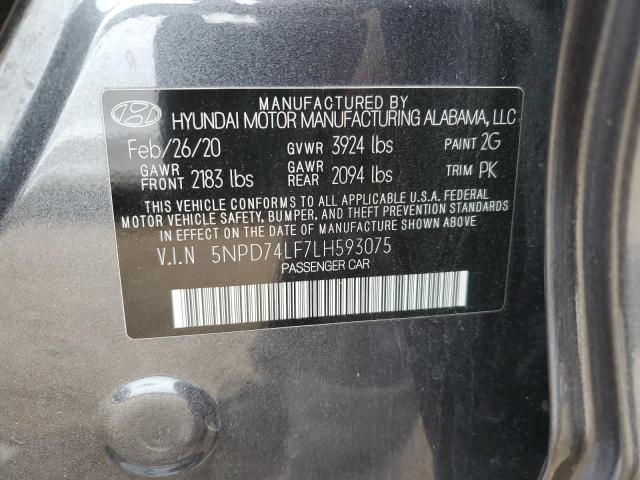 MANUFACTURED BY
HYUNDAI MOTOR MANUFACTURING ALABAMA, LLC
Feb/26/20 GVWR 3924 lbs PAINT 2G
GAWR FRONT 2183 lbs GAWR REAR 2094 lbs TRIM PK
THIS VEHICLE CONFORMS TO ALL APPLICABLE U.S.A. FEDERAL
MOTOR VEHICLE SAFETY, BUMPER, AND THEFT PREVENTION STANDARDS
IN EFFECT ON THE DATE OF MANUFACTURE SHOWN ABOVE.
V.I.N 5NPD74LF7LH593075
PASSENGER CAR